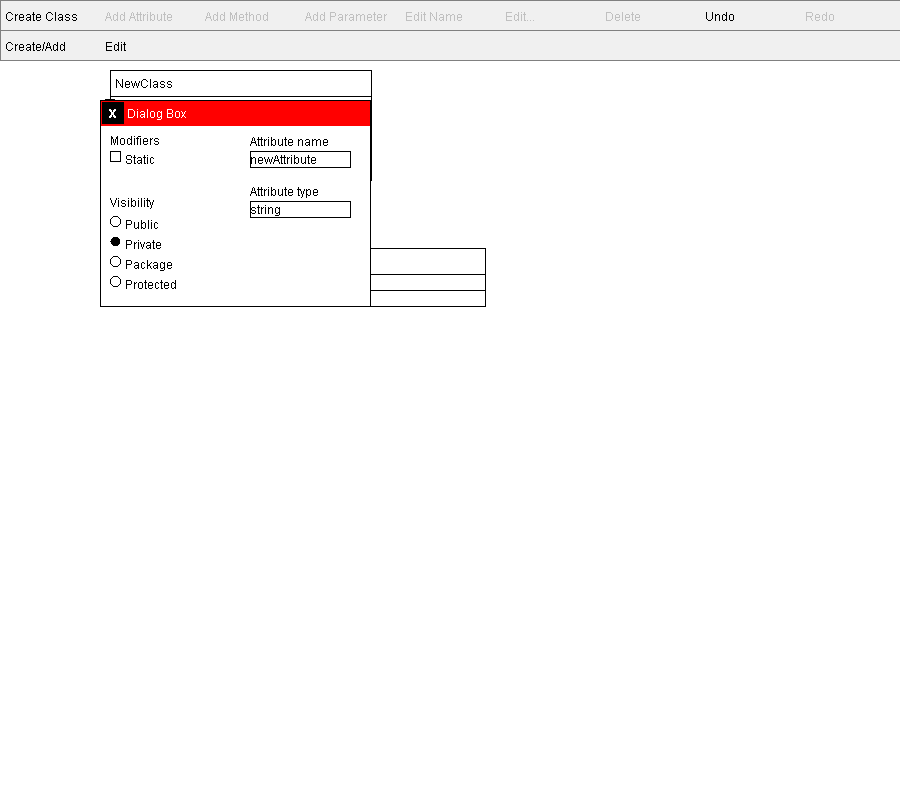 Create Class Add Attribute Add Method Add Parameter Edit Name Edit... Delete Undo Redo
Create/Add Edit
NewClass
X Dialog Box
Modifiers
Static
Visibility
Public
Private
Package
Protected
Attribute name
newAttribute
Attribute type
string